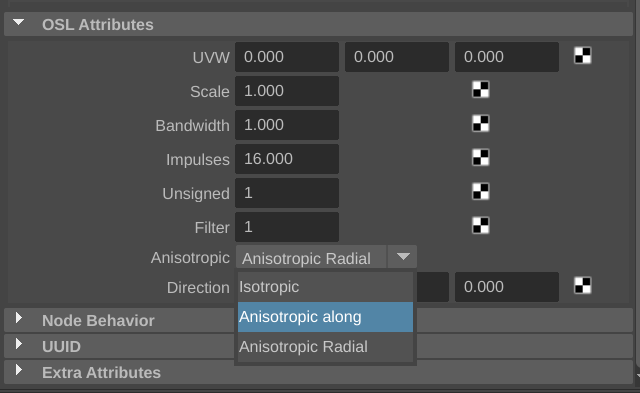 OSL Attributes
UVW 0.000 0.000 0.000
Scale 1.000
Bandwidth 1.000
Impulses 16.000
Unsigned 1
Filter 1
Anisotropic Anisotropic Radial
Direction 0.000
Isotropic
Anisotropic along
Anisotropic Radial
Node Behavior
UUID
Extra Attributes